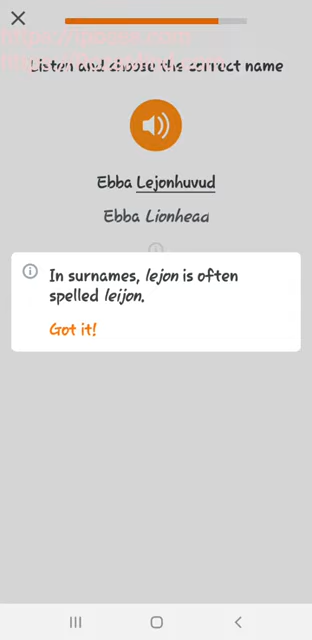 Listen and choose the correct name
Ebba Lejonhuvud
Ebba Lionhead
In surnames, lejon is often
spelled leijon.
Got it!